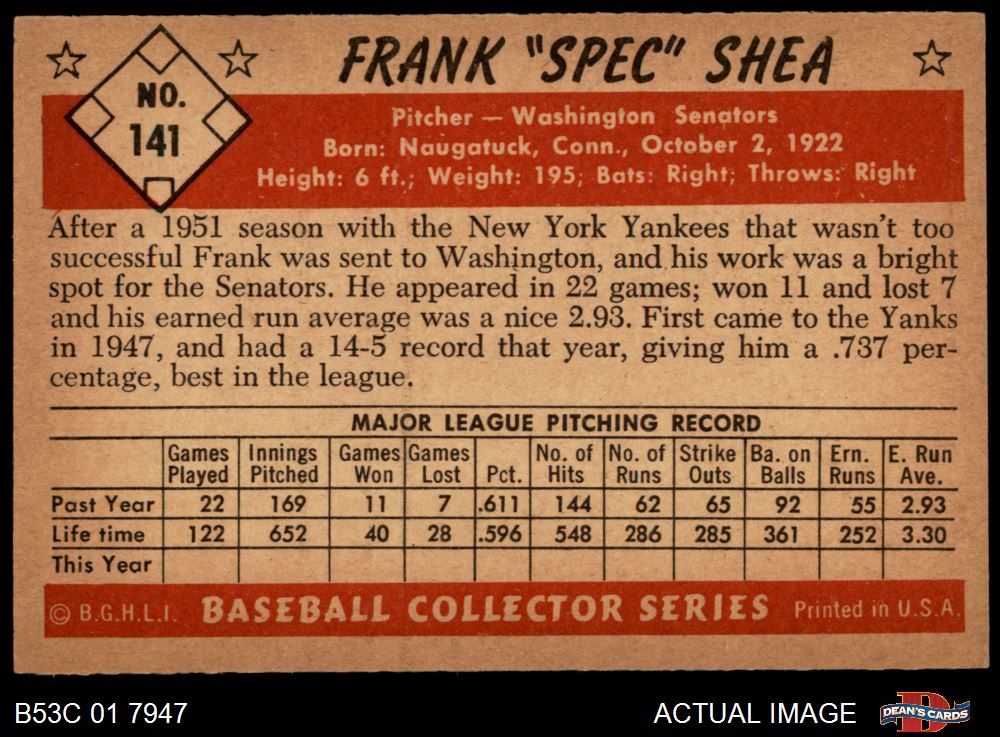 FRANK "SPEC" SHEA
NO.
141
Pitcher — Washington Senators
Born: Naugatuck, Conn., October 2, 1922
Height: 6 ft.; Weight: 195; Bats: Right; Throws: Right
After a 1951 season with the New York Yankees that wasn't too
successful Frank was sent to Washington, and his work was a bright
spot for the Senators. He appeared in 22 games; won 11 and lost 7
and his earned run average was a nice 2.93. First came to the Yanks
in 1947, and had a 14-5 record that year, giving him a .737 per-
centage, best in the league.
MAJOR LEAGUE PITCHING RECORD
Games Played Innings Pitched Games Won Games Lost Pct. No. of Hits No. of Runs Strike Outs Ba. on Balls Ern. Runs E. Run Ave.
Past Year 22 169 11 7 .611 144 62 65 92 55 2.93
Life time 122 652 40 28 .596 548 286 285 361 252 3.30
This Year
© B.G.H.L.I. BASEBALL COLLECTOR SERIES Printed in U.S.A.
B53C 01 7947 ACTUAL IMAGE DEAN'S CARDS